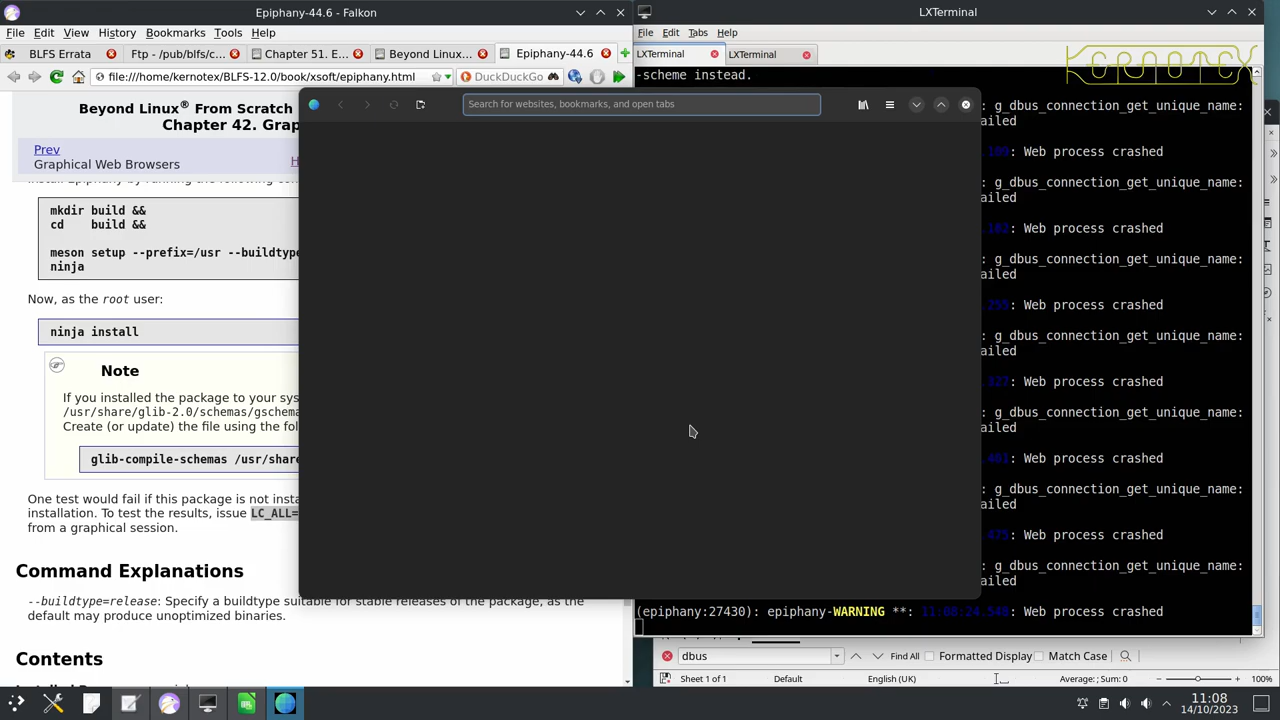 Epiphany-44.6 - Falkon
File Edit View History Bookmarks Tools Help
BLFS Errata
Ftp - /pub/blfs/c...
Chapter 51. E...
Beyond Linux...
Epiphany-44.6
file:///home/kernotex/BLFS-12.0/book/xsoft/epiphany.html
DuckDuckGo
Beyond Linux® From Scratch
Chapter 42. Grap
Prev
Graphical Web Browsers
H
mkdir build &&
cd    build &&
meson setup --prefix=/usr --buildtype
ninja
Now, as the root user:
ninja install
Note
If you installed the package to your sys
/usr/share/glib-2.0/schemas/gschema
Create (or update) the file using the fol
glib-compile-schemas /usr/shar
One test would fail if this package is not insta
installation. To test the results, issue LC_ALL=
from a graphical session.
Command Explanations
--buildtype=release: Specify a buildtype suitable for stable releases of the package, as the
default may produce unoptimized binaries.
Contents
Search for websites, bookmarks, and open tabs
LXTerminal
File Edit Tabs Help
LXTerminal
LXTerminal
KERNOTEX
-scheme instead.
: g_dbus_connection_get_unique_name:
ailed
: Web process crashed
: g_dbus_connection_get_unique_name:
ailed
: Web process crashed
: g_dbus_connection_get_unique_name:
ailed
.255: Web process crashed
: g_dbus_connection_get_unique_name:
ailed
: Web process crashed
: g_dbus_connection_get_unique_name:
ailed
: Web process crashed
: g_dbus_connection_get_unique_name:
ailed
.475: Web process crashed
: g_dbus_connection_get_unique_name:
ailed
(epiphany:27430): epiphany-WARNING **: 11:08:24.548: Web process crashed
dbus
Find All
Formatted Display
Match Case
Sheet 1 of 1
Default
English (UK)
Average: ; Sum: 0
100%
11:08
14/10/2023